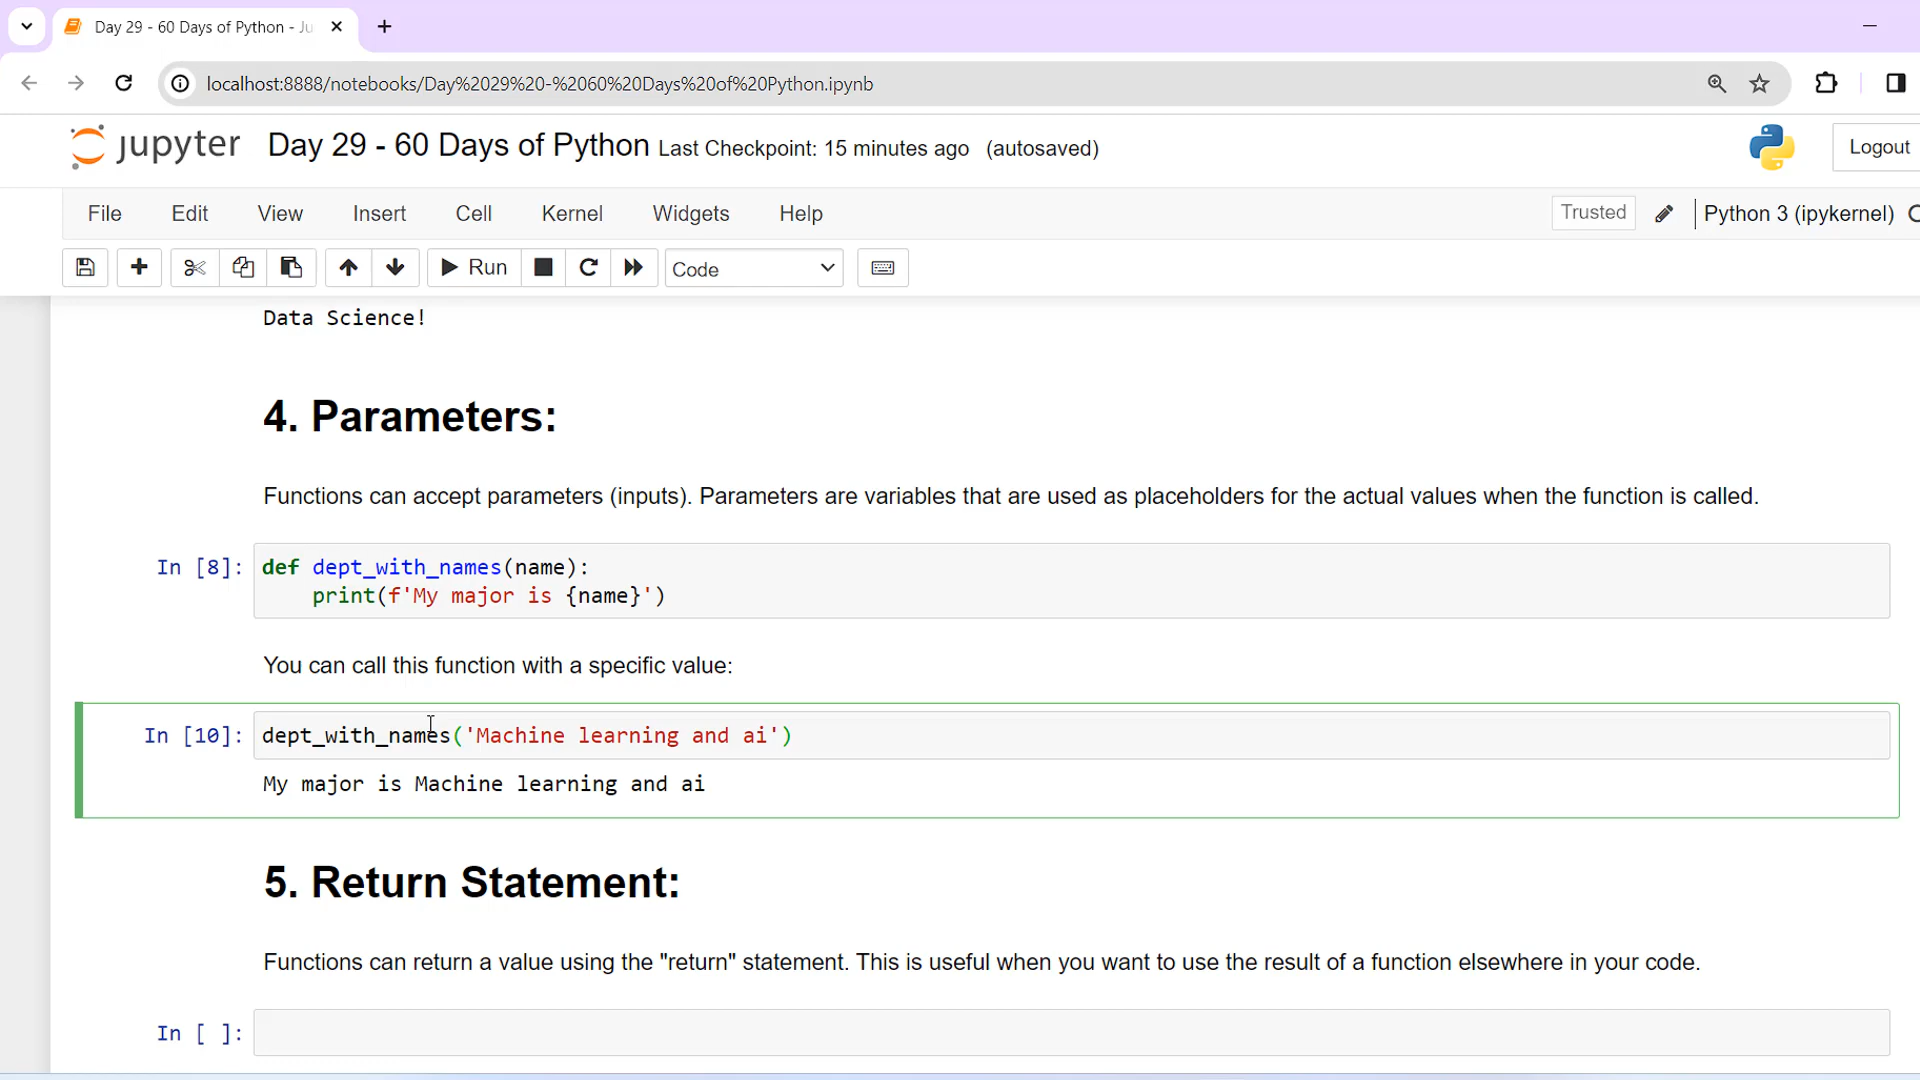 Day 29 - 60 Days of Python - Ju
localhost:8888/notebooks/Day%2029%20-%2060%20Days%20of%20Python.ipynb
jupyter Day 29 - 60 Days of Python Last Checkpoint: 15 minutes ago (autosaved)
Logout
File Edit View Insert Cell Kernel Widgets Help
Trusted
Python 3 (ipykernel)
Run
Code
Data Science!
4. Parameters:
Functions can accept parameters (inputs). Parameters are variables that are used as placeholders for the actual values when the function is called.
In [8]: def dept_with_names(name):
print(f'My major is {name}')
You can call this function with a specific value:
In [10]: dept_with_names('Machine learning and ai')
My major is Machine learning and ai
5. Return Statement:
Functions can return a value using the "return" statement. This is useful when you want to use the result of a function elsewhere in your code.
In [ ]: